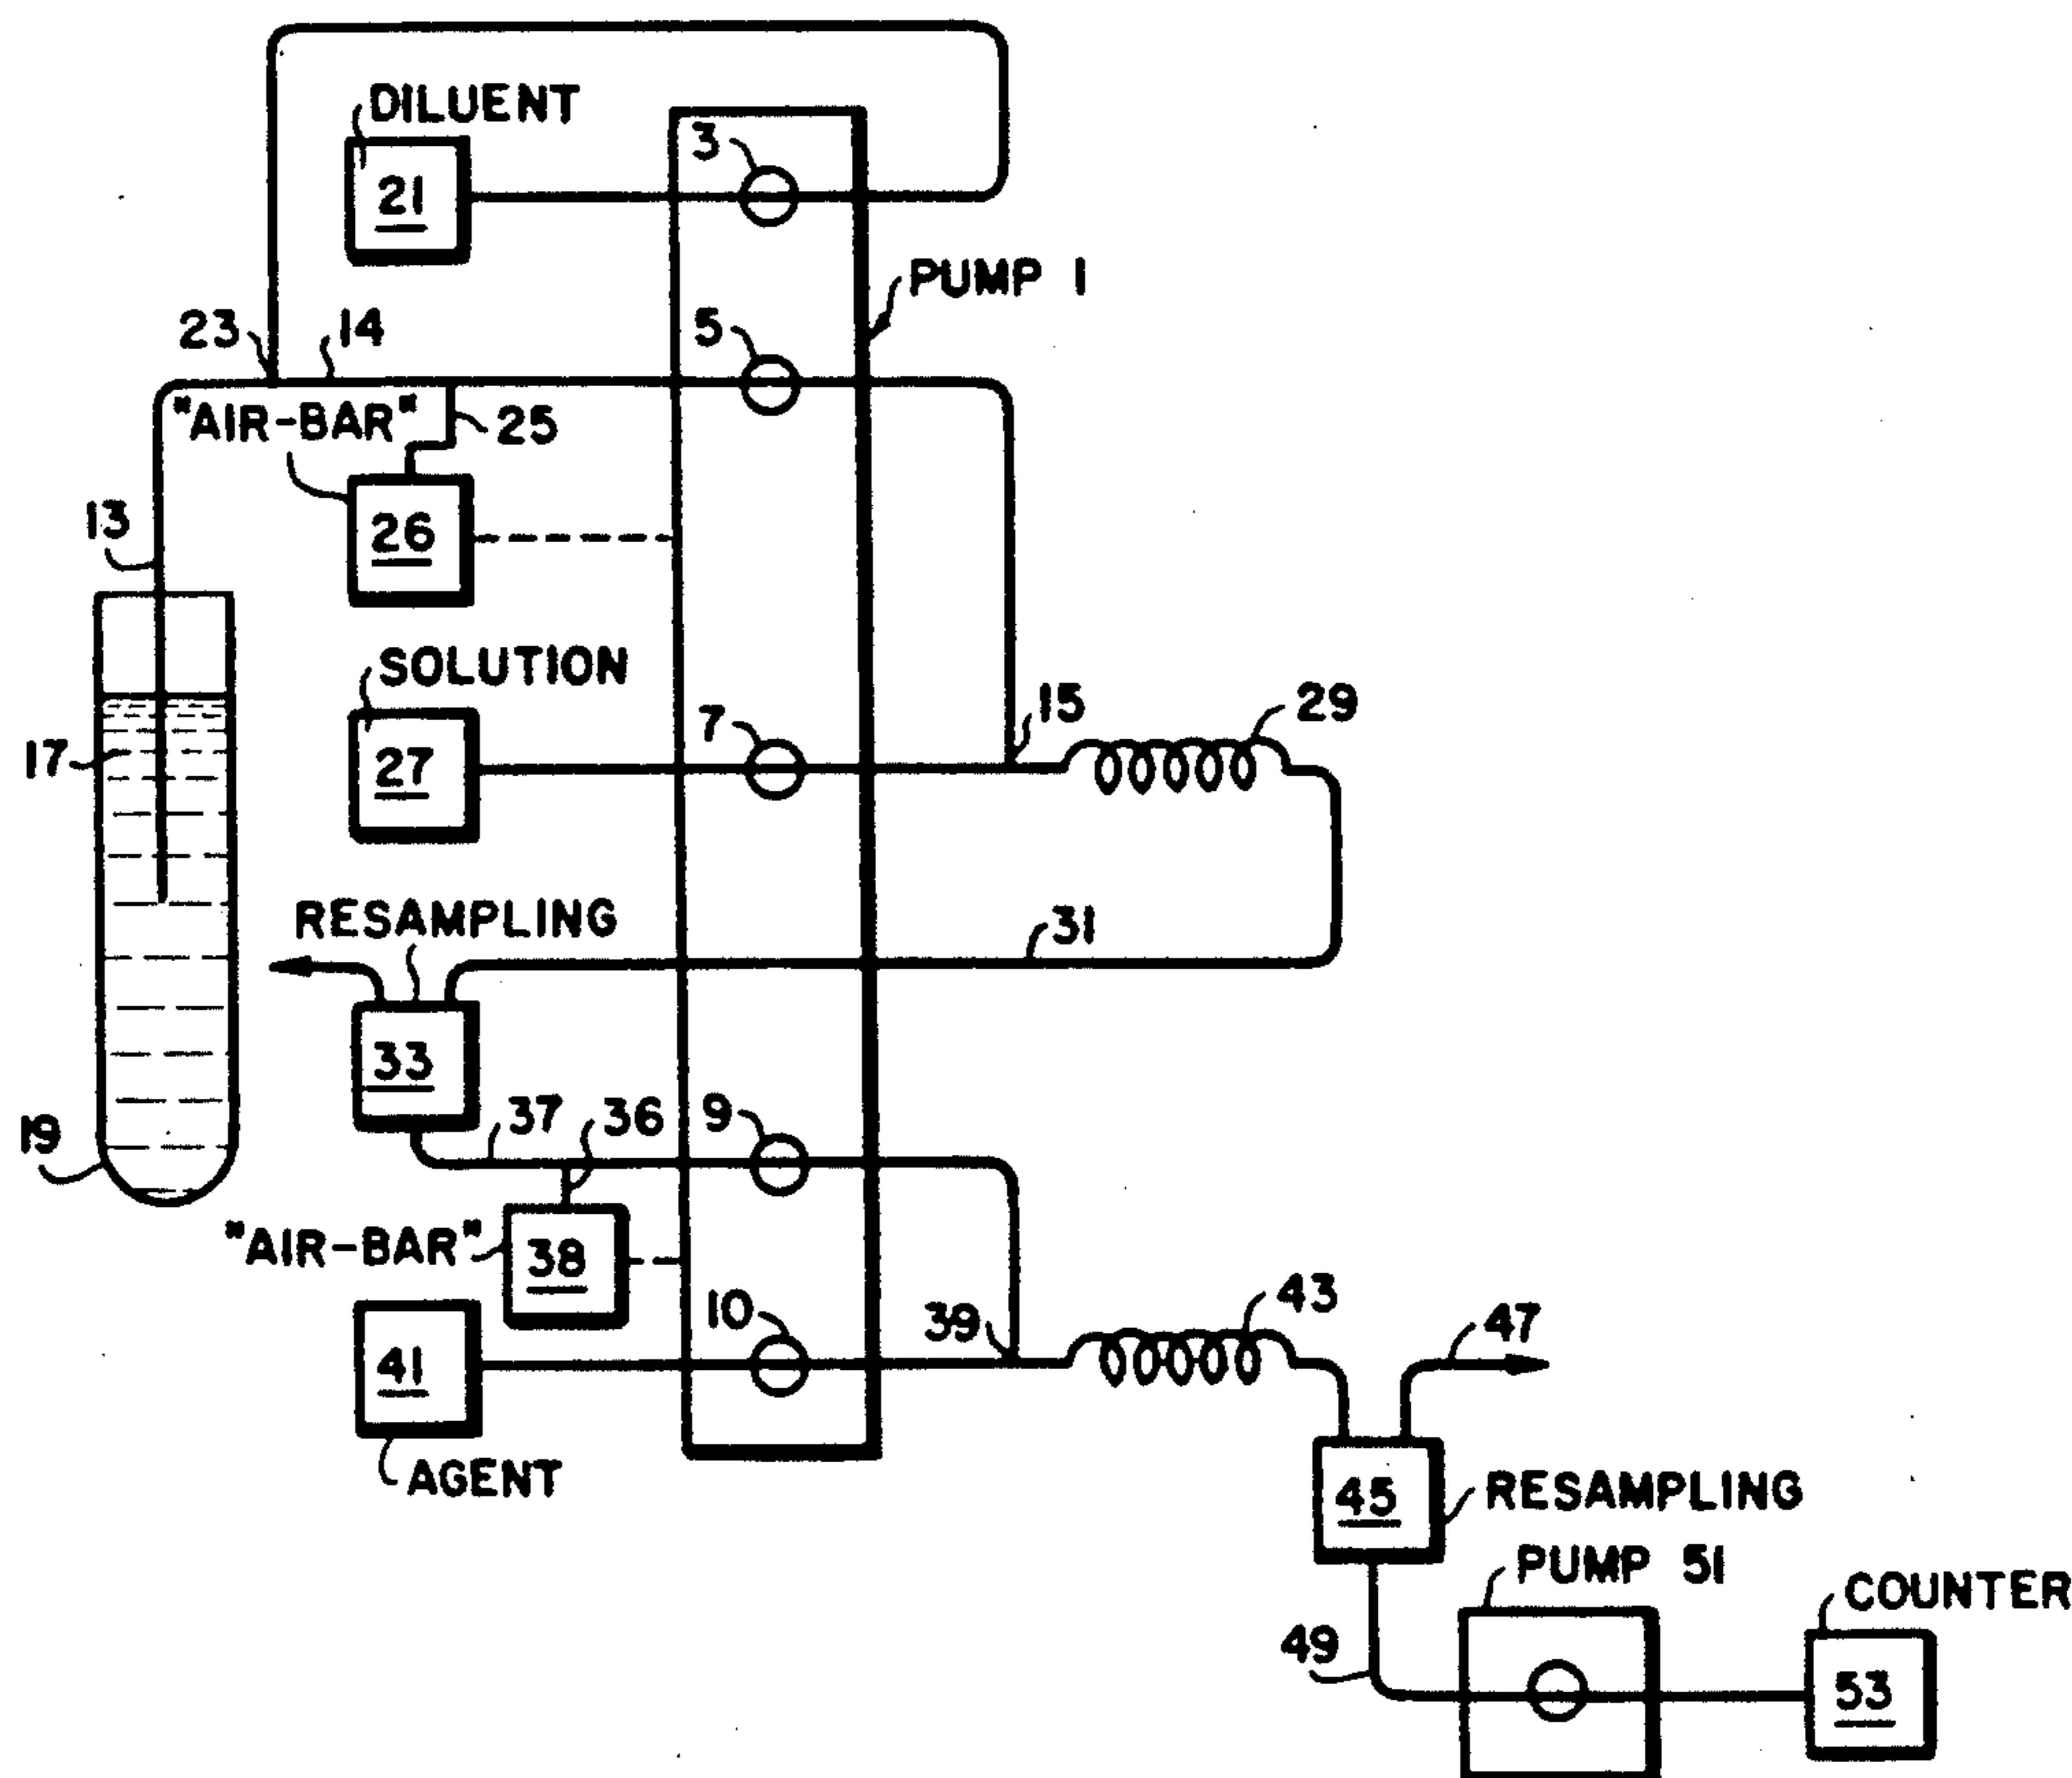 DILUENT
3
21
PUMP 1
23
14
5
"AIR-BAR"
25
13
26
SOLUTION
15
29
7
17
27
RESAMPLING
31
33
37
36
9
19
"AIR-BAR"
38
10
39
43
47
41
AGENT
45
RESAMPLING
PUMP 51
COUNTER
49
53